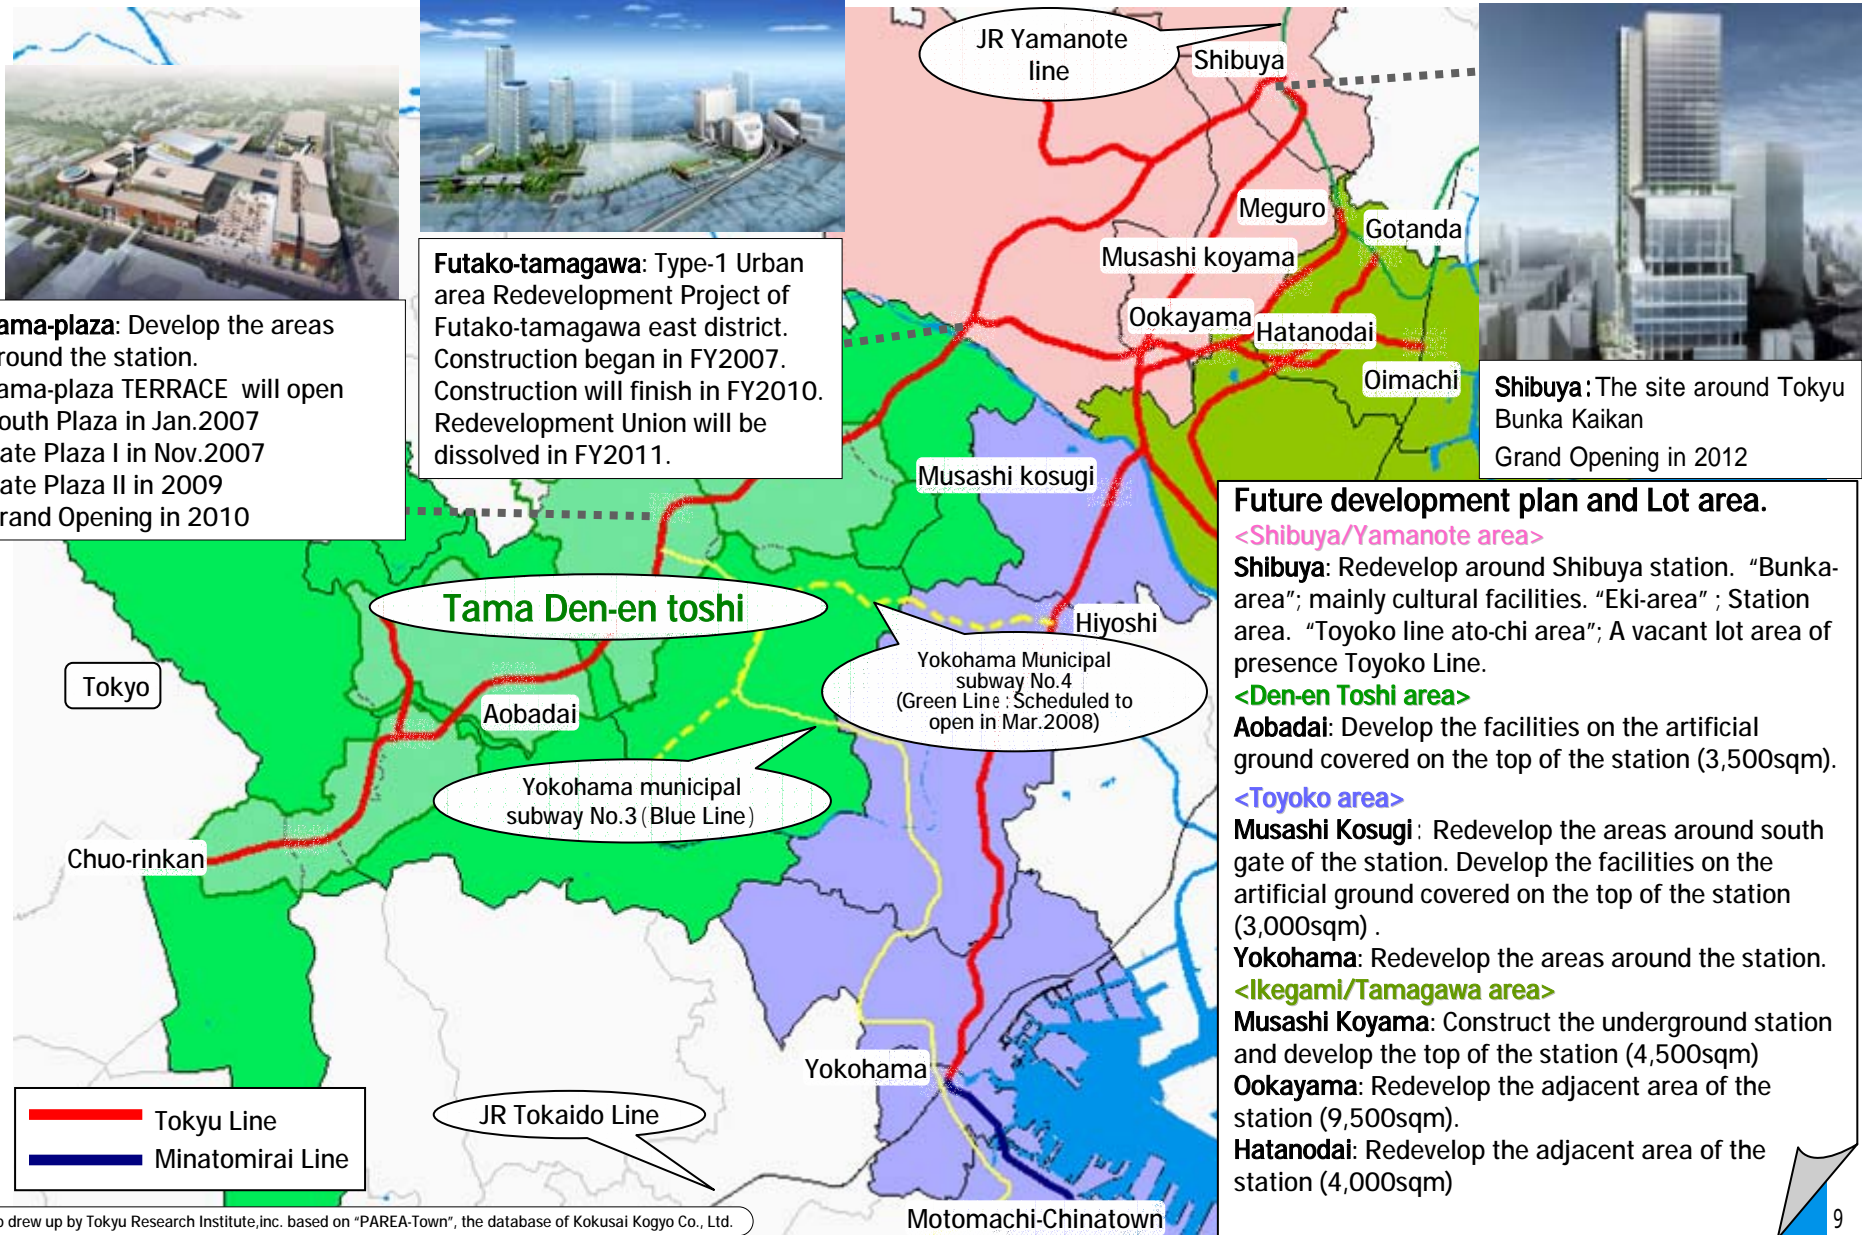 JR Yamanote
line
Shibuya
Meguro
Gotanda
Musashi koyama
Ookayama
Hatanodai
Oimachi
Futako-tamagawa: Type-1 Urban
area Redevelopment Project of
Futako-tamagawa east district.
Construction began in FY2007.
Construction will finish in FY2010.
Redevelopment Union will be
dissolved in FY2011.
ama-plaza: Develop the areas
round the station.
ama-plaza TERRACE will open
outh Plaza in Jan.2007
ate Plaza I in Nov.2007
ate Plaza II in 2009
rand Opening in 2010
Shibuya: The site around Tokyu
Bunka Kaikan
Grand Opening in 2012
Musashi kosugi
Tama Den-en toshi
Hiyoshi
Yokohama Municipal
subway No.4
(Green Line : Scheduled to
open in Mar.2008)
Tokyo
Aobadai
Yokohama municipal
subway No.3 (Blue Line)
Chuo-rinkan
Yokohama
JR Tokaido Line
Motomachi-Chinatown
Tokyu Line
Minatomirai Line
Future development plan and Lot area.
<Shibuya/Yamanote area>
Shibuya: Redevelop around Shibuya station. “Bunka-
area”; mainly cultural facilities. “Eki-area” ; Station
area. “Toyoko line ato-chi area”; A vacant lot area of
presence Toyoko Line.
<Den-en Toshi area>
Aobadai: Develop the facilities on the artificial
ground covered on the top of the station (3,500sqm).
<Toyoko area>
Musashi Kosugi : Redevelop the areas around south
gate of the station. Develop the facilities on the
artificial ground covered on the top of the station
(3,000sqm) .
Yokohama: Redevelop the areas around the station.
<Ikegami/Tamagawa area>
Musashi Koyama: Construct the underground station
and develop the top of the station (4,500sqm)
Ookayama: Redevelop the adjacent area of the
station (9,500sqm).
Hatanodai: Redevelop the adjacent area of the
station (4,000sqm)
drew up by Tokyu Research Institute,inc. based on “PAREA-Town”, the database of Kokusai Kogyo Co., Ltd.
9